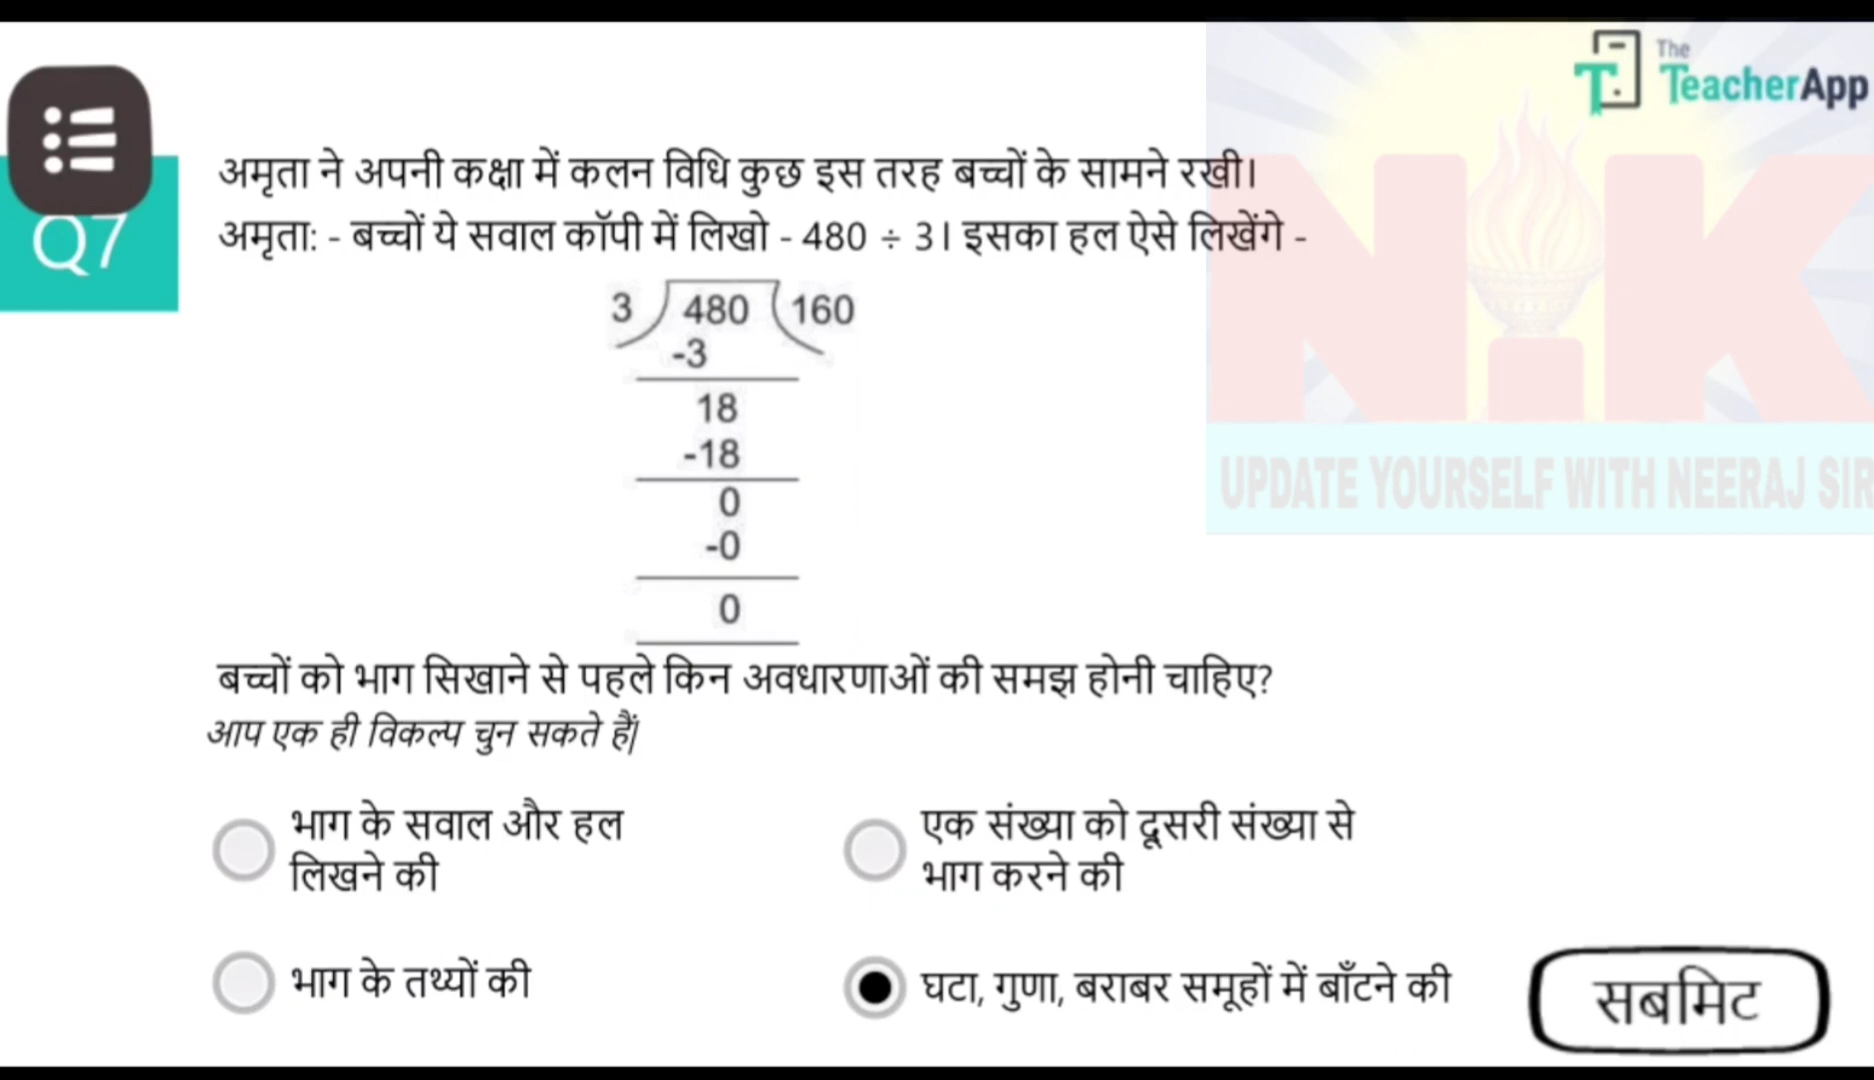 The
TeacherApp
Q7
अमृता ने अपनी कक्षा में कलन विधि कुछ इस तरह बच्चों के सामने रखी।
अमृता: - बच्चों ये सवाल कॉपी में लिखो - 480 ÷ 3। इसका हल ऐसे लिखेंगे -
3 480 160
-3
18
-18
0
-0
0
NIK
UPDATE YOURSELF WITH NEERAJ SIR
बच्चों को भाग सिखाने से पहले किन अवधारणाओं की समझ होनी चाहिए?
आप एक ही विकल्प चुन सकते हैं|
भाग के सवाल और हल
लिखने की
एक संख्या को दूसरी संख्या से
भाग करने की
भाग के तथ्यों की
घटा, गुणा, बराबर समूहों में बाँटने की
सबमिट